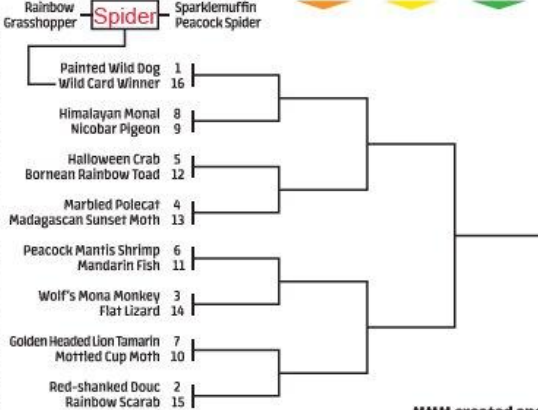 Rainbow Grasshopper
Spider
Sparklemuffin Peacock Spider
Painted Wild Dog 1
Wild Card Winner 16
Himalayan Monal 8
Nicobar Pigeon 9
Halloween Crab 5
Bornean Rainbow Toad 12
Marbled Polecat 4
Madagascan Sunset Moth 13
Peacock Mantis Shrimp 6
Mandarin Fish 11
Wolf's Mona Monkey 3
Flat Lizard 14
Golden Headed Lion Tamarin 7
Mottled Cup Moth 10
Red-shanked Douc 2
Rainbow Scarab 15